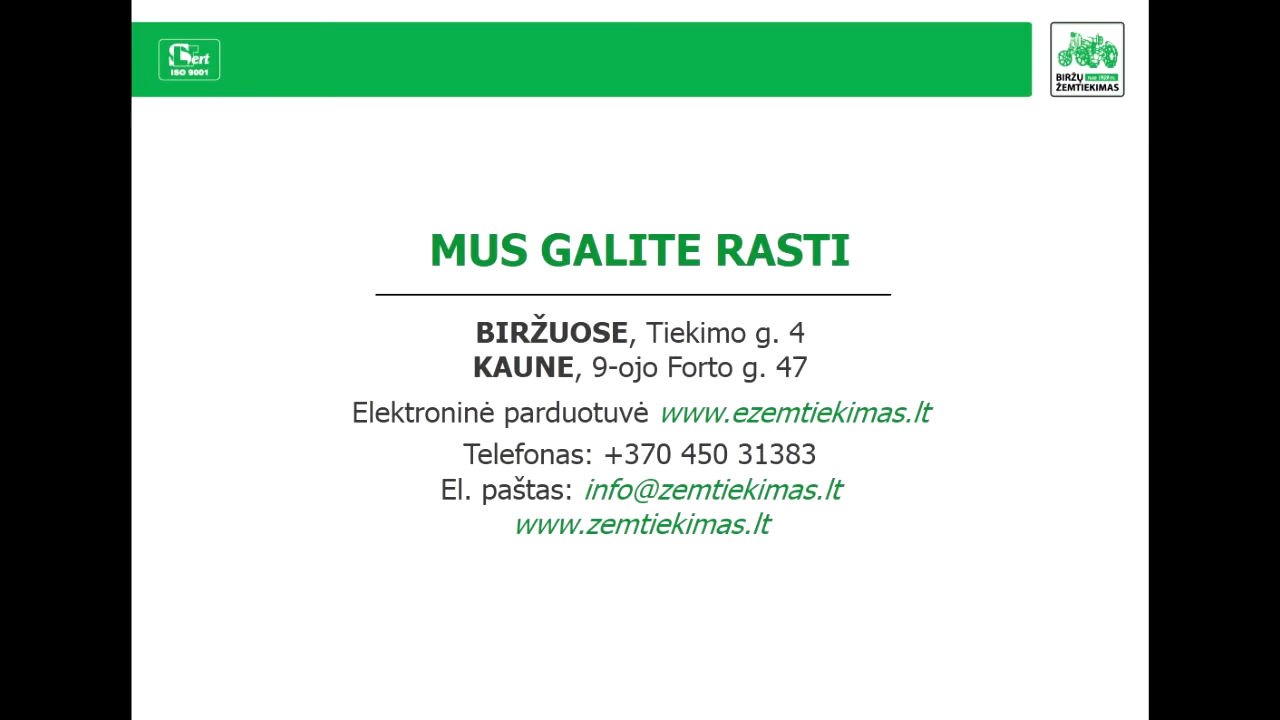 Cert
ISO 9001
BIRŽŲ
ŽEMTIEKIMAS
MUS GALITE RASTI
BIRŽUOSE, Tiekimo g. 4
KAUNE, 9-ojo Forto g. 47
Elektroninė parduotuvė www.ezemtiekimas.lt
Telefonas: +370 450 31383
El. paštas: info@zemtiekimas.lt
www.zemtiekimas.lt